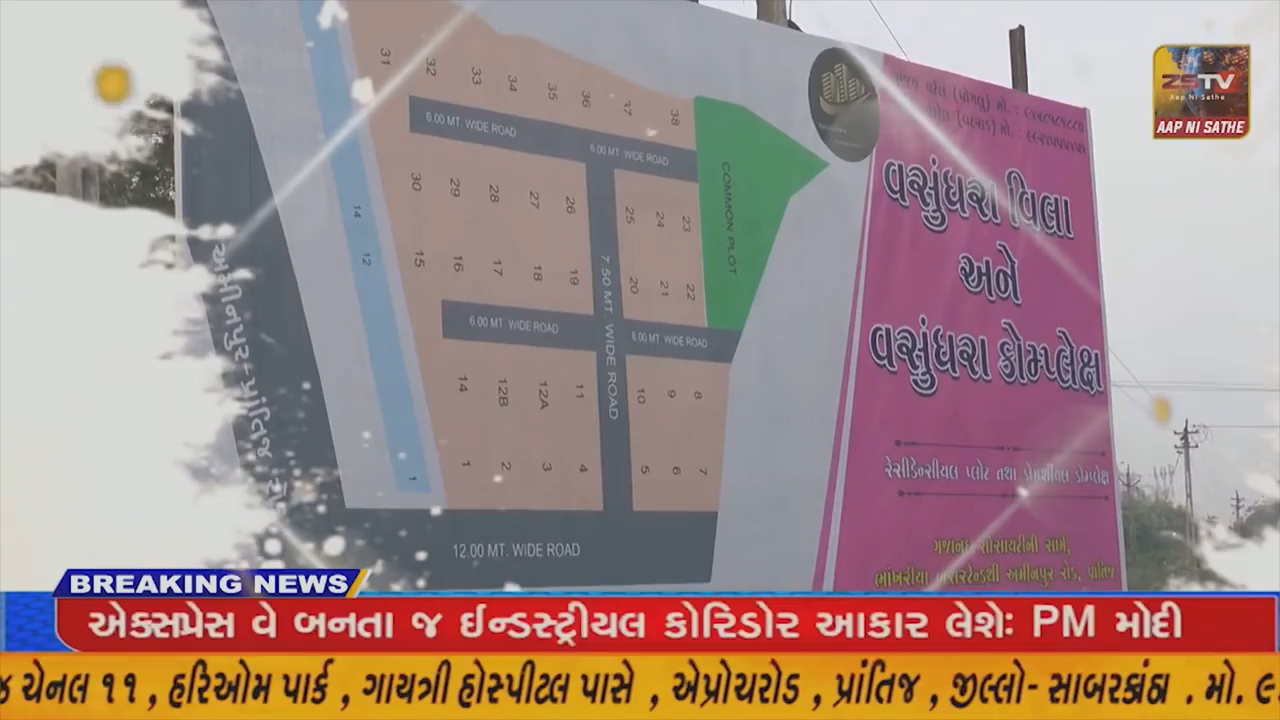 ZSTV
Aap Ni Sathe
AAP NI SATHE
વસુંધરા વિલા
અને
વસુંધરા કોમ્પ્લેક્ષ
રેસીડેન્સીયલ પ્લોટ તથા કોમર્શીયલ કોમ્પ્લેક્ષ
સોસાયટીની સામે,
ભાંખરીયા અમીનપુર રોડ, પ્રાંતિજ
31 32 33 34 35 36 37 38
6.00 MT. WIDE ROAD
6.00 MT. WIDE ROAD
COMMON PLOT
30 29 28 27 26 25 24 23
14
12
15 16 17 18 19 20 21 22
7.50 MT. WIDE ROAD
6.00 MT. WIDE ROAD
6.00 MT. WIDE ROAD
14 12B 12A 11 10 9 8
1
1 2 3 4 5 6 7
12.00 MT. WIDE ROAD
BREAKING NEWS
એક્સપ્રેસ વે બનતા જ ઈન્ડસ્ટ્રીયલ કોરિડોર આકાર લેશેઃ PM મોદી
ચેનલ ૧૧ , હરિઓમ પાર્ક , ગાયત્રી હોસ્પીટલ પાસે , એપ્રોચરોડ , પ્રાંતિજ , જીલ્લો- સાબરકાંઠા . મો. ૯